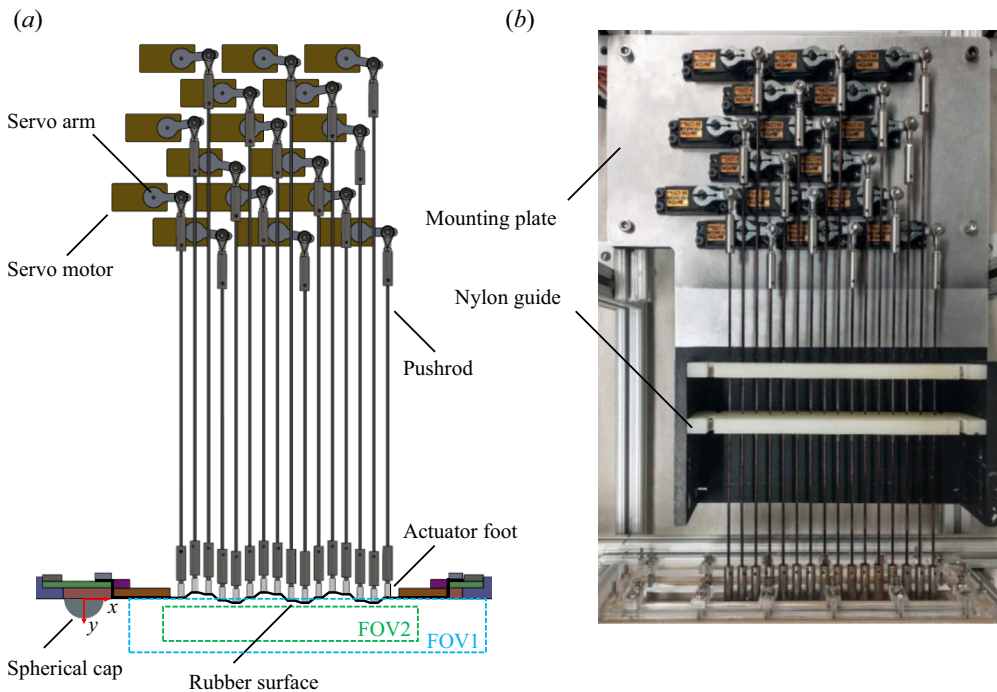 (a)
(b)
Servo arm
Servo motor
Mounting plate
Nylon guide
Pushrod
Actuator foot
x
y
FOV2
FOV1
Spherical cap
Rubber surface